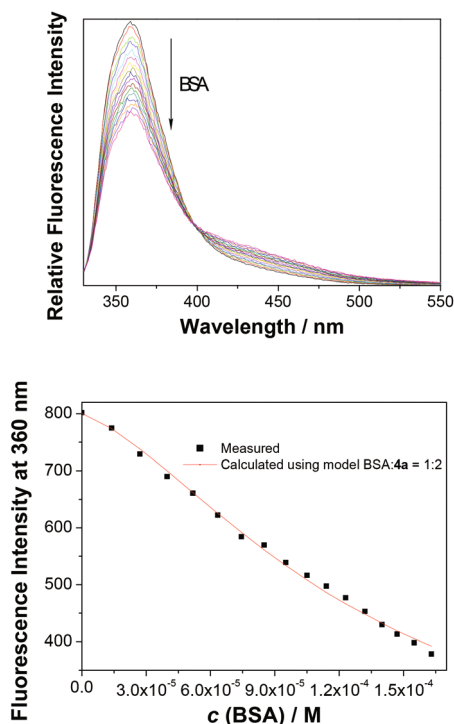 Relative Fluorescence Intensity
BSA
350 400 450 500 550
Wavelength / nm
Fluorescence Intensity at 360 nm
800
700
600
500
400
Measured
Calculated using model BSA:4a = 1:2
0.0 3.0x10⁻⁵ 6.0x10⁻⁵ 9.0x10⁻⁵ 1.2x10⁻⁴ 1.5x10⁻⁴
c (BSA) / M